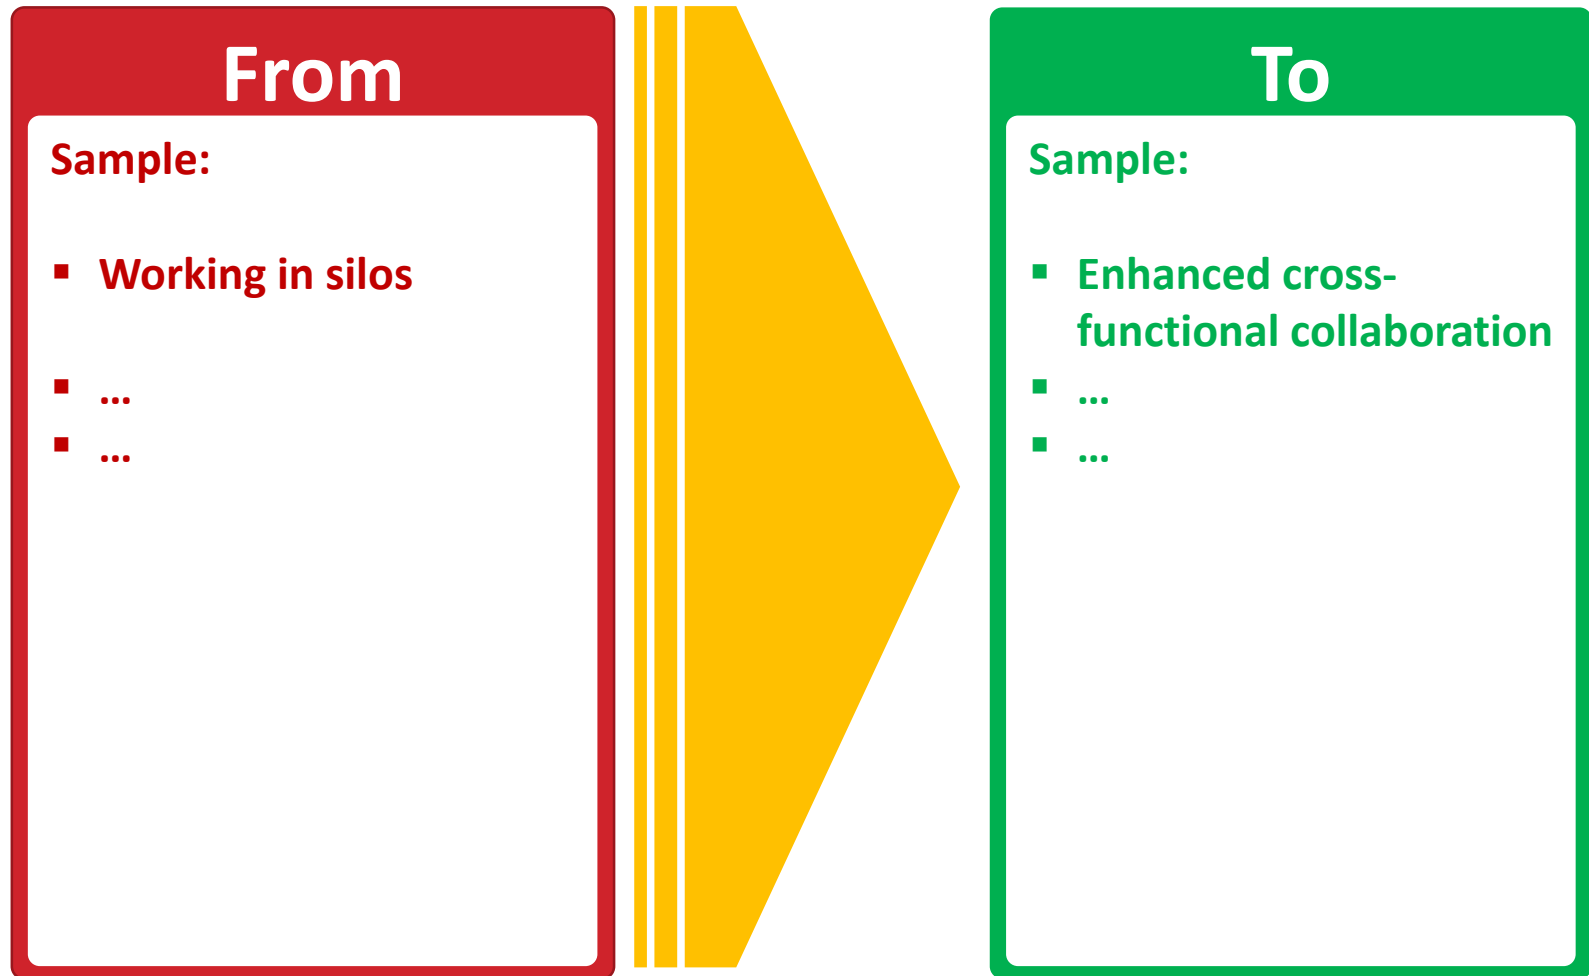 From
Sample:
▪ Working in silos
▪ ...
▪ ...
To
Sample:
▪ Enhanced cross-
functional collaboration
▪ ...
▪ ...